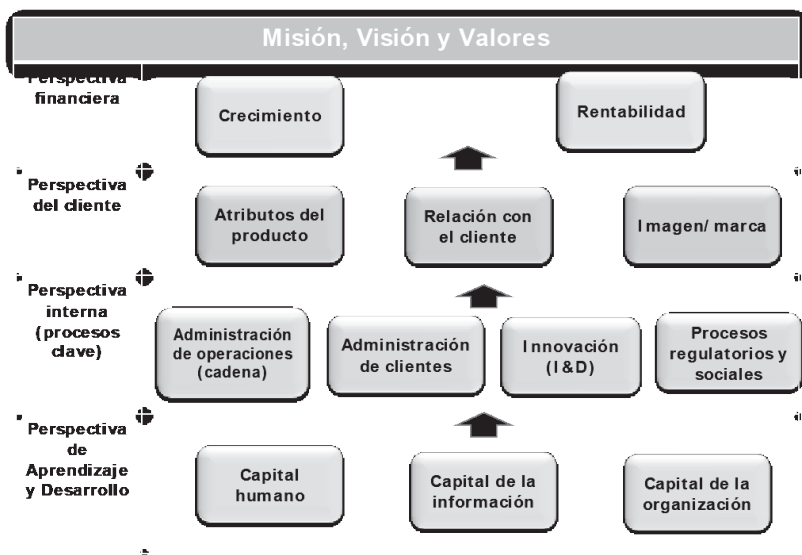 Misión, Visión y Valores
Perspectiva
financiera
Crecimiento
Rentabilidad
Perspectiva
del cliente
Atributos del
producto
Relación con
el cliente
Imagen/ marca
Perspectiva
interna
(procesos
clave)
Administración
de operaciones
(cadena)
Administración
de clientes
Innovación
(I&D)
Procesos
regulatorios y
sociales
Perspectiva
de
Aprendizaje
y Desarrollo
Capital
humano
Capital de la
información
Capital de la
organización